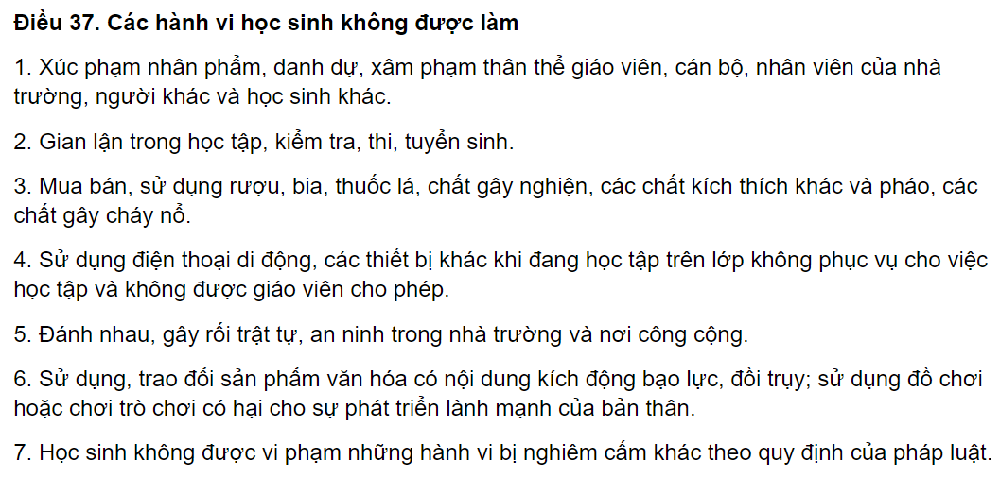 Điều 37. Các hành vi học sinh không được làm
1. Xúc phạm nhân phẩm, danh dự, xâm phạm thân thể giáo viên, cán bộ, nhân viên của nhà
trường, người khác và học sinh khác.
2. Gian lận trong học tập, kiểm tra, thi, tuyển sinh.
3. Mua bán, sử dụng rượu, bia, thuốc lá, chất gây nghiện, các chất kích thích khác và pháo, các
chất gây cháy nổ.
4. Sử dụng điện thoại di động, các thiết bị khác khi đang học tập trên lớp không phục vụ cho việc
học tập và không được giáo viên cho phép.
5. Đánh nhau, gây rối trật tự, an ninh trong nhà trường và nơi công cộng.
6. Sử dụng, trao đổi sản phẩm văn hóa có nội dung kích động bạo lực, đồi trụy; sử dụng đồ chơi
hoặc chơi trò chơi có hại cho sự phát triển lành mạnh của bản thân.
7. Học sinh không được vi phạm những hành vi bị nghiêm cấm khác theo quy định của pháp luật.